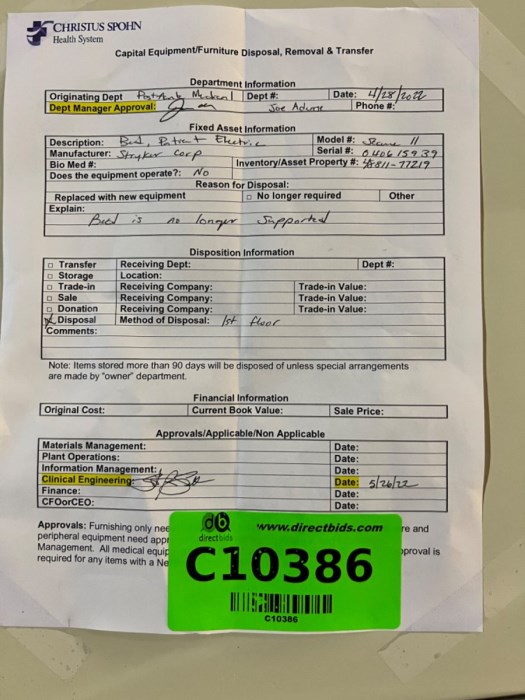 CHRISTUS SPOHN
Health System
Capital Equipment/Furniture Disposal, Removal & Transfer
Department Information
Originating Dept Dept #: Date: 4/28/2022
Dept Manager Approval: Joe Phone #:
Fixed Asset Information
Description: Bed, Patient Electric Model #: 11
Manufacturer: Stryker Corp Serial #: 040615939
Bio Med #: Inventory/Asset Property #: 811-77219
Does the equipment operate?: No
Reason for Disposal:
Replaced with new equipment □ No longer required Other
Explain:
Bed is no longer Supported
Disposition Information
□ Transfer Receiving Dept: Dept #:
□ Storage Location:
□ Trade-in Receiving Company: Trade-in Value:
□ Sale Receiving Company: Trade-in Value:
□ Donation Receiving Company: Trade-in Value:
X Disposal Method of Disposal: 1st floor
Comments:
Note: Items stored more than 90 days will be disposed of unless special arrangements
are made by "owner" department.
Financial Information
Original Cost: Current Book Value: Sale Price:
Approvals/Applicable/Non Applicable
Materials Management: Date:
Plant Operations: Date:
Information Management: Date:
Clinical Engineering: Date: 5/26/22
Finance: Date:
CFOorCEO: Date:
Approvals: Furnishing only nee re and
peripheral equipment need appr
Management. All medical equip proval is
required for any items with a Ne
db
directbids
www.directbids.com
C10386
C10386